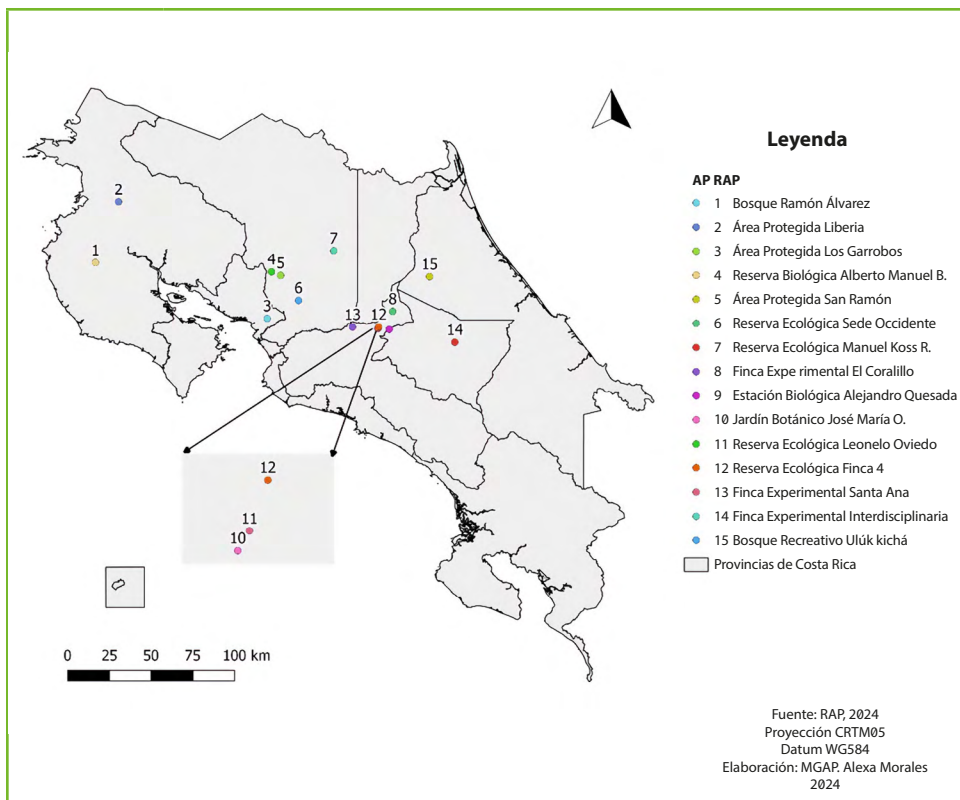 2
1
4
5
7
15
6
3
13
12
8
14
12
11
10
0 25 50 75 100 km
Leyenda
AP RAP
1 Bosque Ramón Álvarez
2 Área Protegida Liberia
3 Área Protegida Los Garrobos
4 Reserva Biológica Alberto Manuel B.
5 Área Protegida San Ramón
6 Reserva Ecológica Sede Occidente
7 Reserva Ecológica Manuel Koss R.
8 Finca Expe rimental El Coralillo
9 Estación Biológica Alejandro Quesada
10 Jardín Botánico José María O.
11 Reserva Ecológica Leonelo Oviedo
12 Reserva Ecológica Finca 4
13 Finca Experimental Santa Ana
14 Finca Experimental Interdisciplinaria
15 Bosque Recreativo Ulúk kichá
Provincias de Costa Rica
Fuente: RAP, 2024
Proyección CRTM05
Datum WG584
Elaboración: MGAP. Alexa Morales
2024